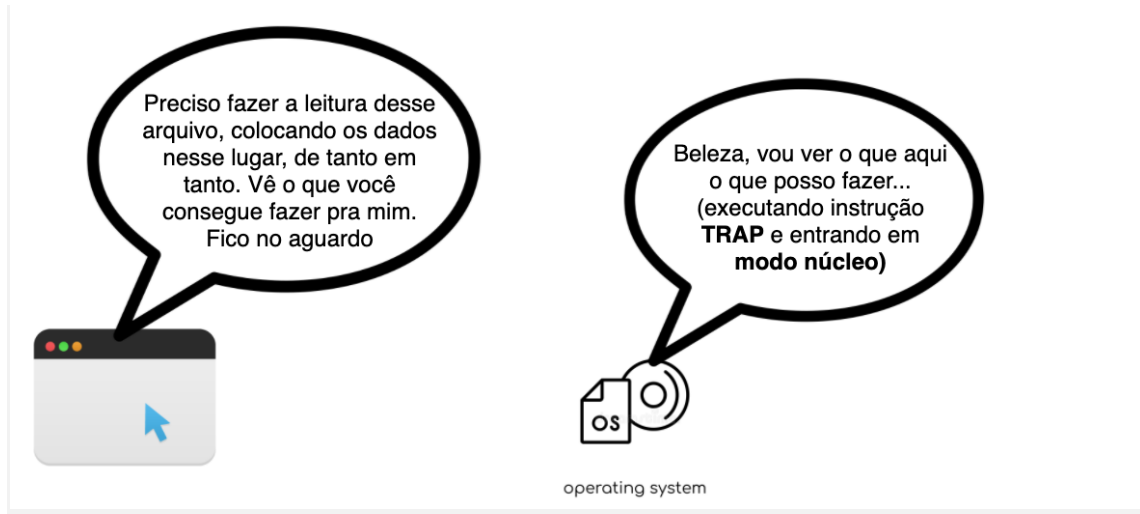 Preciso fazer a leitura desse
arquivo, colocando os dados
nesse lugar, de tanto em
tanto. Vê o que você
consegue fazer pra mim.
Fico no aguardo
Beleza, vou ver o que aqui
o que posso fazer...
(executando instrução
TRAP e entrando em
modo núcleo)
OS
operating system